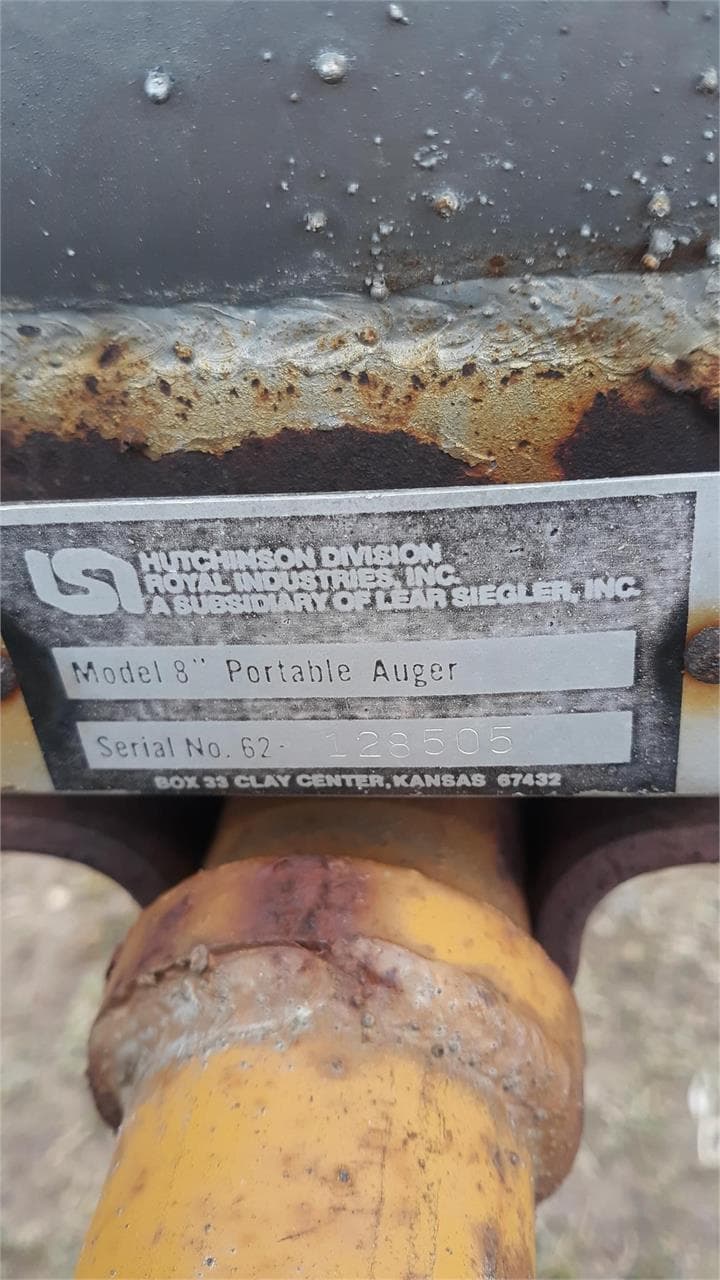 LSI HUTCHINSON DIVISION
ROYAL INDUSTRIES, INC.
A SUBSIDIARY OF LEAR SIEGLER, INC.
Model 8" Portable Auger
Serial No. 62- 128505
BOX 33 CLAY CENTER, KANSAS 67432